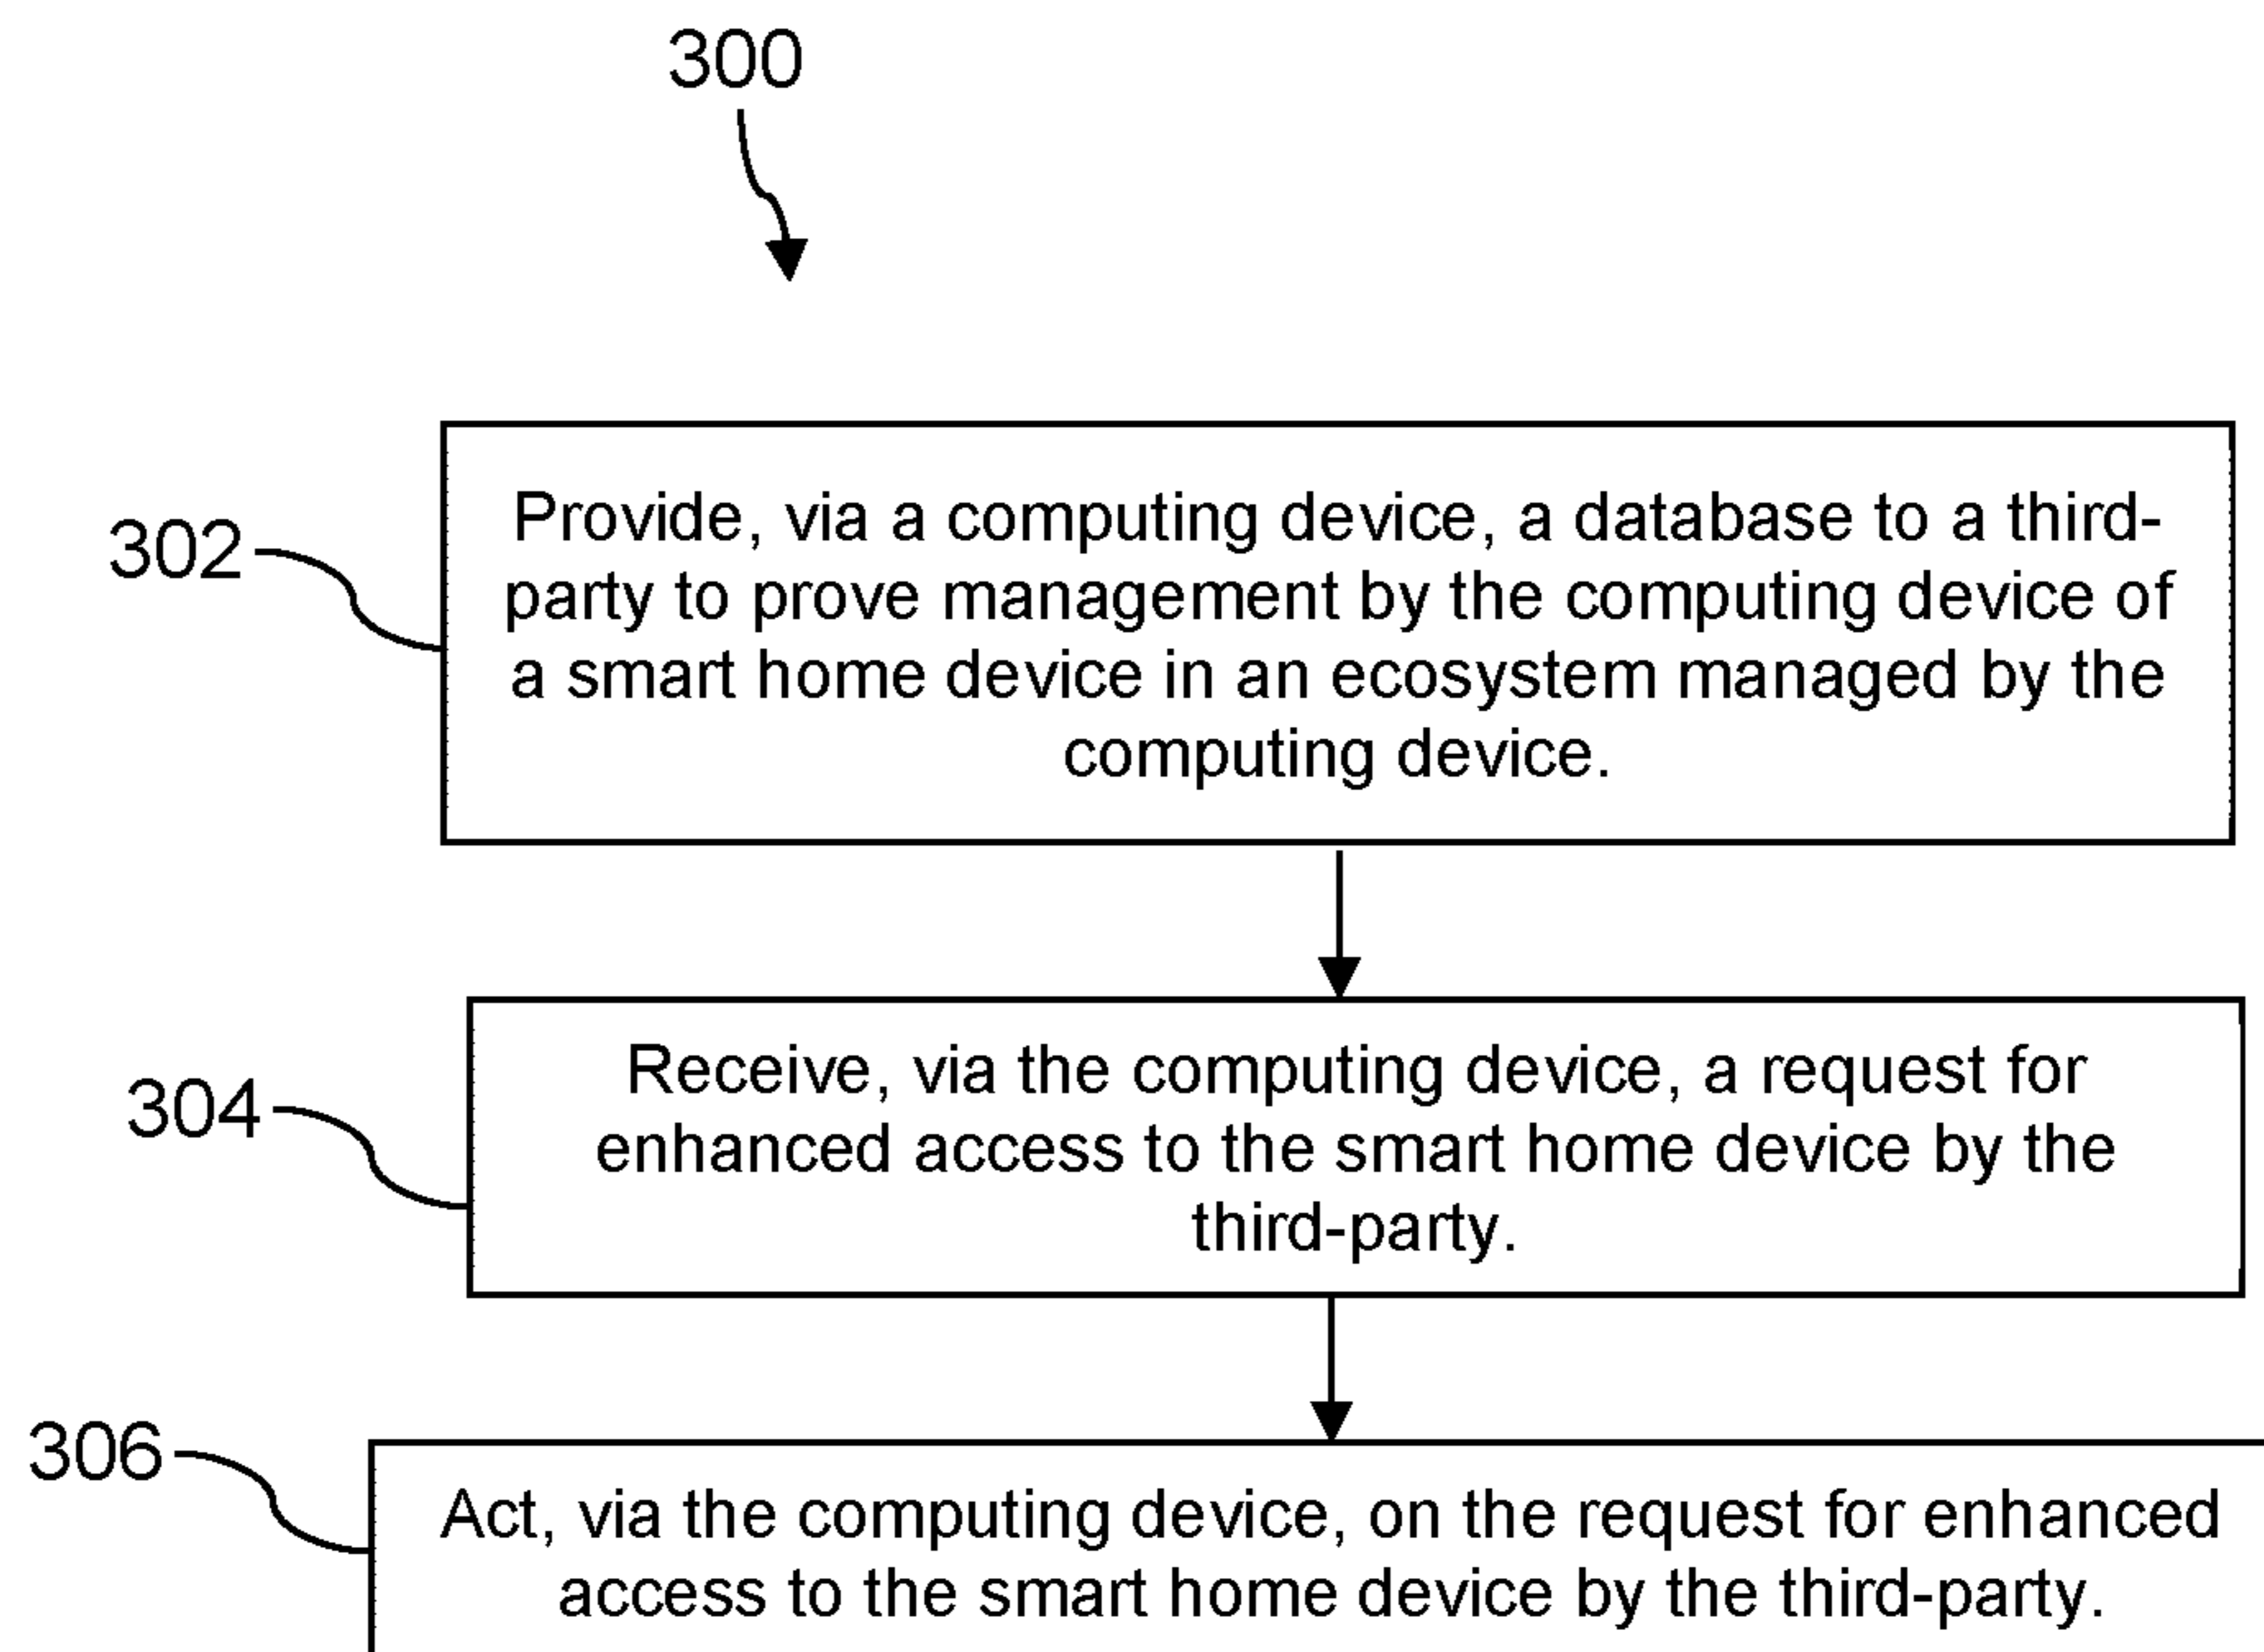 300
302
Provide, via a computing device, a database to a third-
party to prove management by the computing device of
a smart home device in an ecosystem managed by the
computing device.
304
Receive, via the computing device, a request for
enhanced access to the smart home device by the
third-party.
306
Act, via the computing device, on the request for enhanced
access to the smart home device by the third-party.